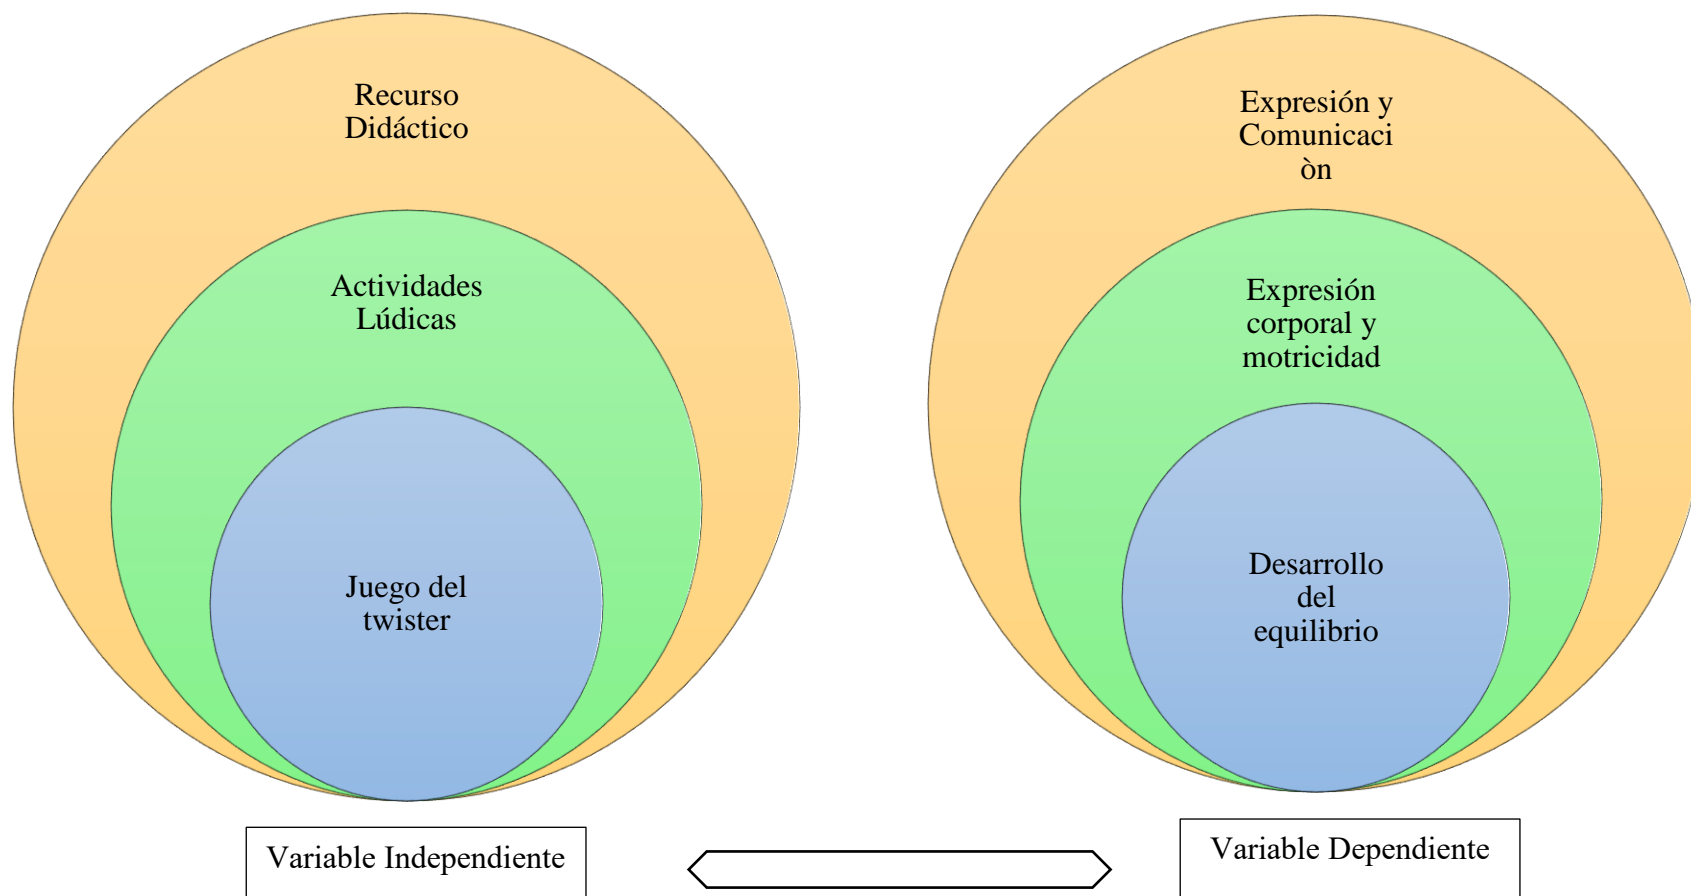 Recurso
Didáctico
Actividades
Lúdicas
Juego del
twister
Variable Independiente
Expresión y
Comunicaci
òn
Expresión
corporal y
motricidad
Desarrollo
del
equilibrio
Variable Dependiente